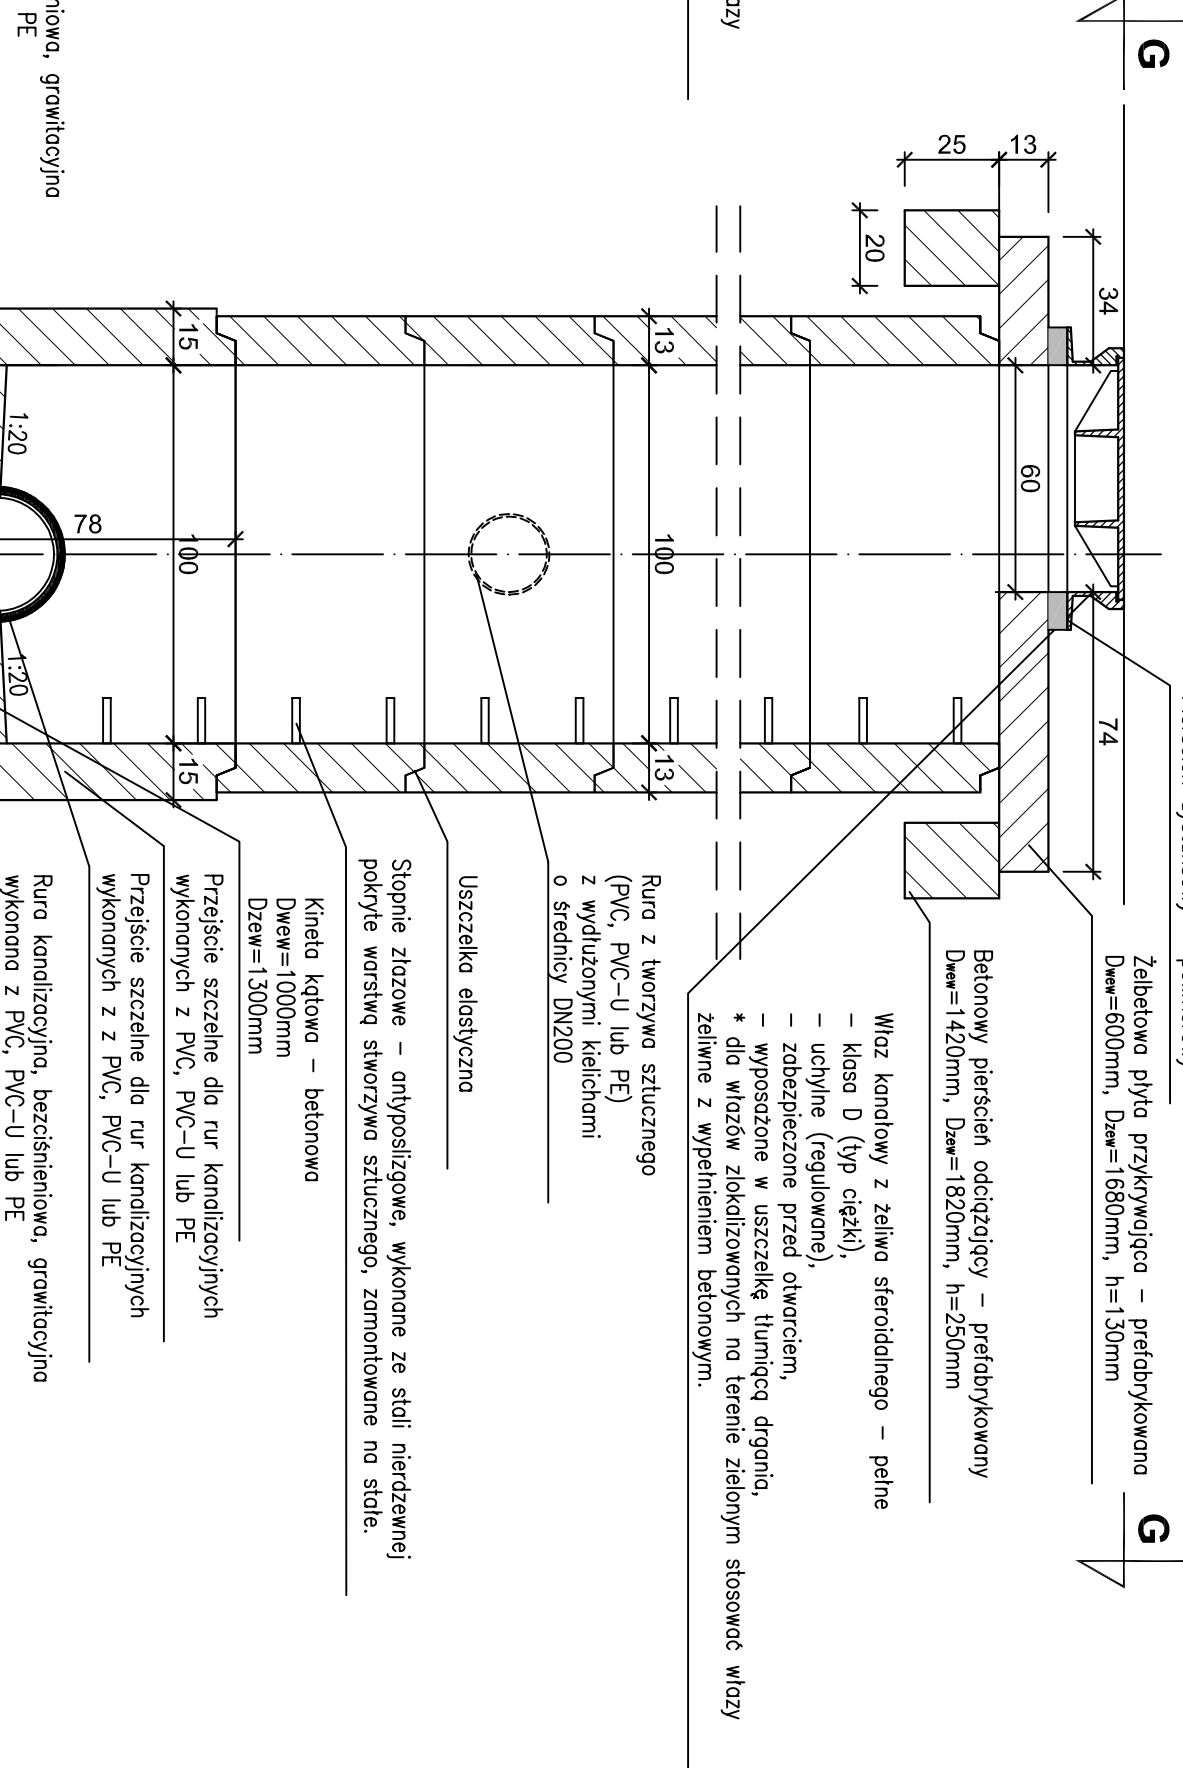 G
G
25
13
20
34
60
74
13
100
13
15
100
15
78
1:20
1:20
Żelbetowa płyta przykrywająca – prefabrykowana
Dwew=600mm, Dzew=1680mm, h=130mm
Betonowy pierścień odciążający – prefabrykowany
Dwew=1420mm, Dzew=1820mm, h=250mm
Właz kanałowy z żeliwa sferoidalnego – pełne
– klasa D (typ ciężki),
– uchylne (regulowane),
– zabezpieczone przed otwarciem,
– wyposażone w uszczelkę tłumiącą drgania,
* dla włazów zlokalizowanych na terenie zielonym stosować włazy
żeliwne z wypełnieniem betonowym.
Rura z tworzywa sztucznego
(PVC, PVC–U lub PE)
z wydłużonymi kielichami
o średnicy DN200
Uszczelka elastyczna
Stopnie złazowe – antyposlizgowe, wykonane ze stali nierdzewnej
pokryte warstwą stworzywa sztucznego, zamontowane na stałe.
Kineta kątowa – betonowa
Dwew=1000mm
Dzew=1300mm
Przejście szczelne dla rur kanalizacyjnych
wykonanych z PVC, PVC–U lub PE
Przejście szczelne dla rur kanalizacyjnych
wykonanych z z PVC, PVC–U lub PE
Rura kanalizacyjna, bezciśnieniowa, grawitacyjna
wykonana z PVC, PVC–U lub PE
grawitacyjna
PE